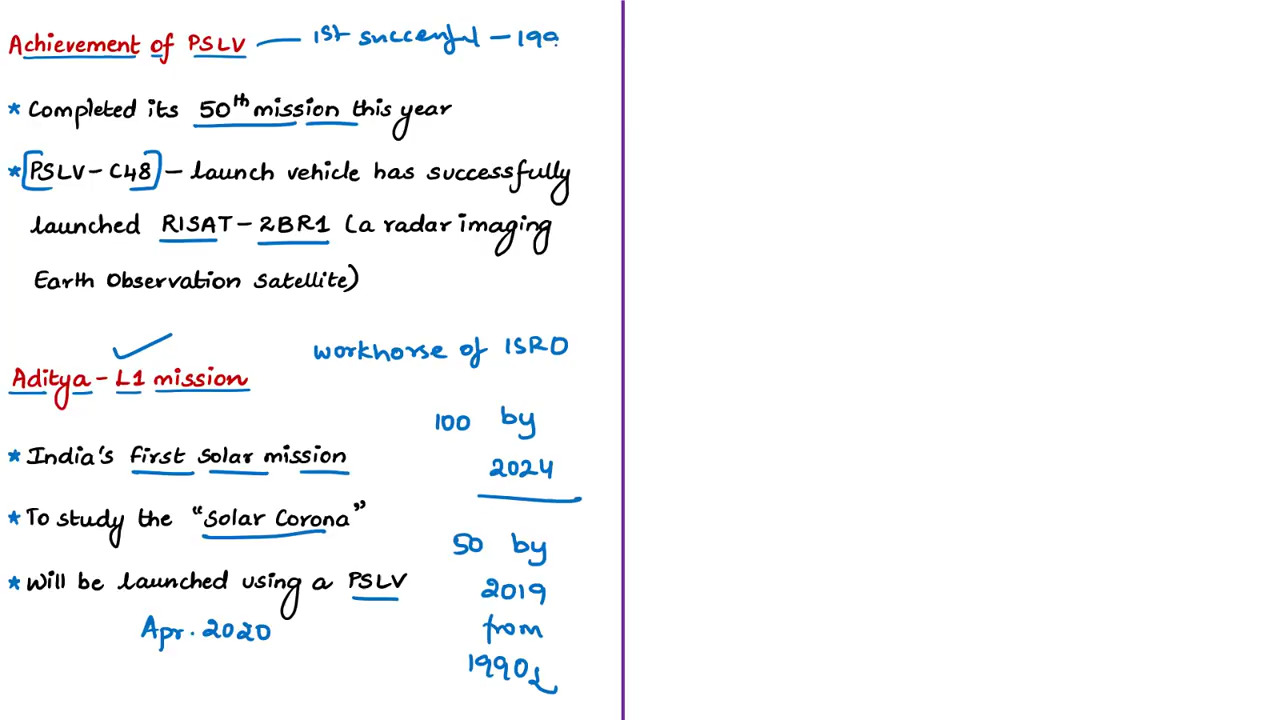 Achievement of PSLV — 1st successful – 199
* Completed its 50th mission this year
* [PSLV-C48] – launch vehicle has successfully
launched RISAT-2BR1 (a radar imaging
Earth Observation Satellite)
workhorse of ISRO
Aditya-L1 mission
100 by
2024
* India's first solar mission
* To study the "Solar Corona"
50 by
2019
from
1990s
* Will be launched using a PSLV
Apr. 2020